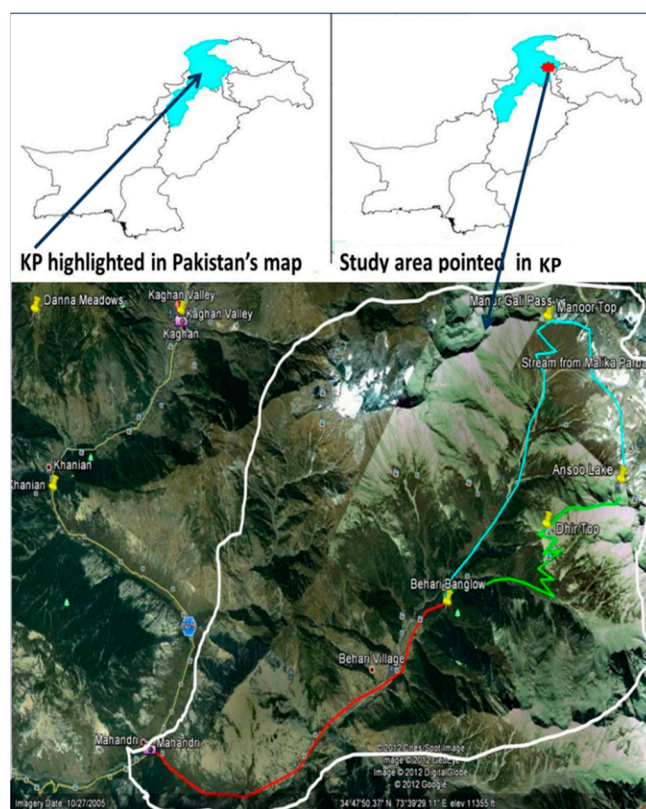 KP highlighted in Pakistan's map
Study area pointed in KP
Danna Meadows
Kaghan Valley
Kaghan Valley
Kaghan
Manur Gali Pass
Manoor Top
Stream from Malika Parba
Khanian
Khanian
Ansoo Lake
Dhir Top
Behari Banglow
Behari Village
Mahandri
Mahandri
© 2012 Cnes/Spot Image
Image © 2012 GeoEye
Image © 2012 DigitalGlobe
© 2012 Google
Image Date: 10/27/2005
34°47'50.37" N 73°39'29.11" E elev 11355 ft